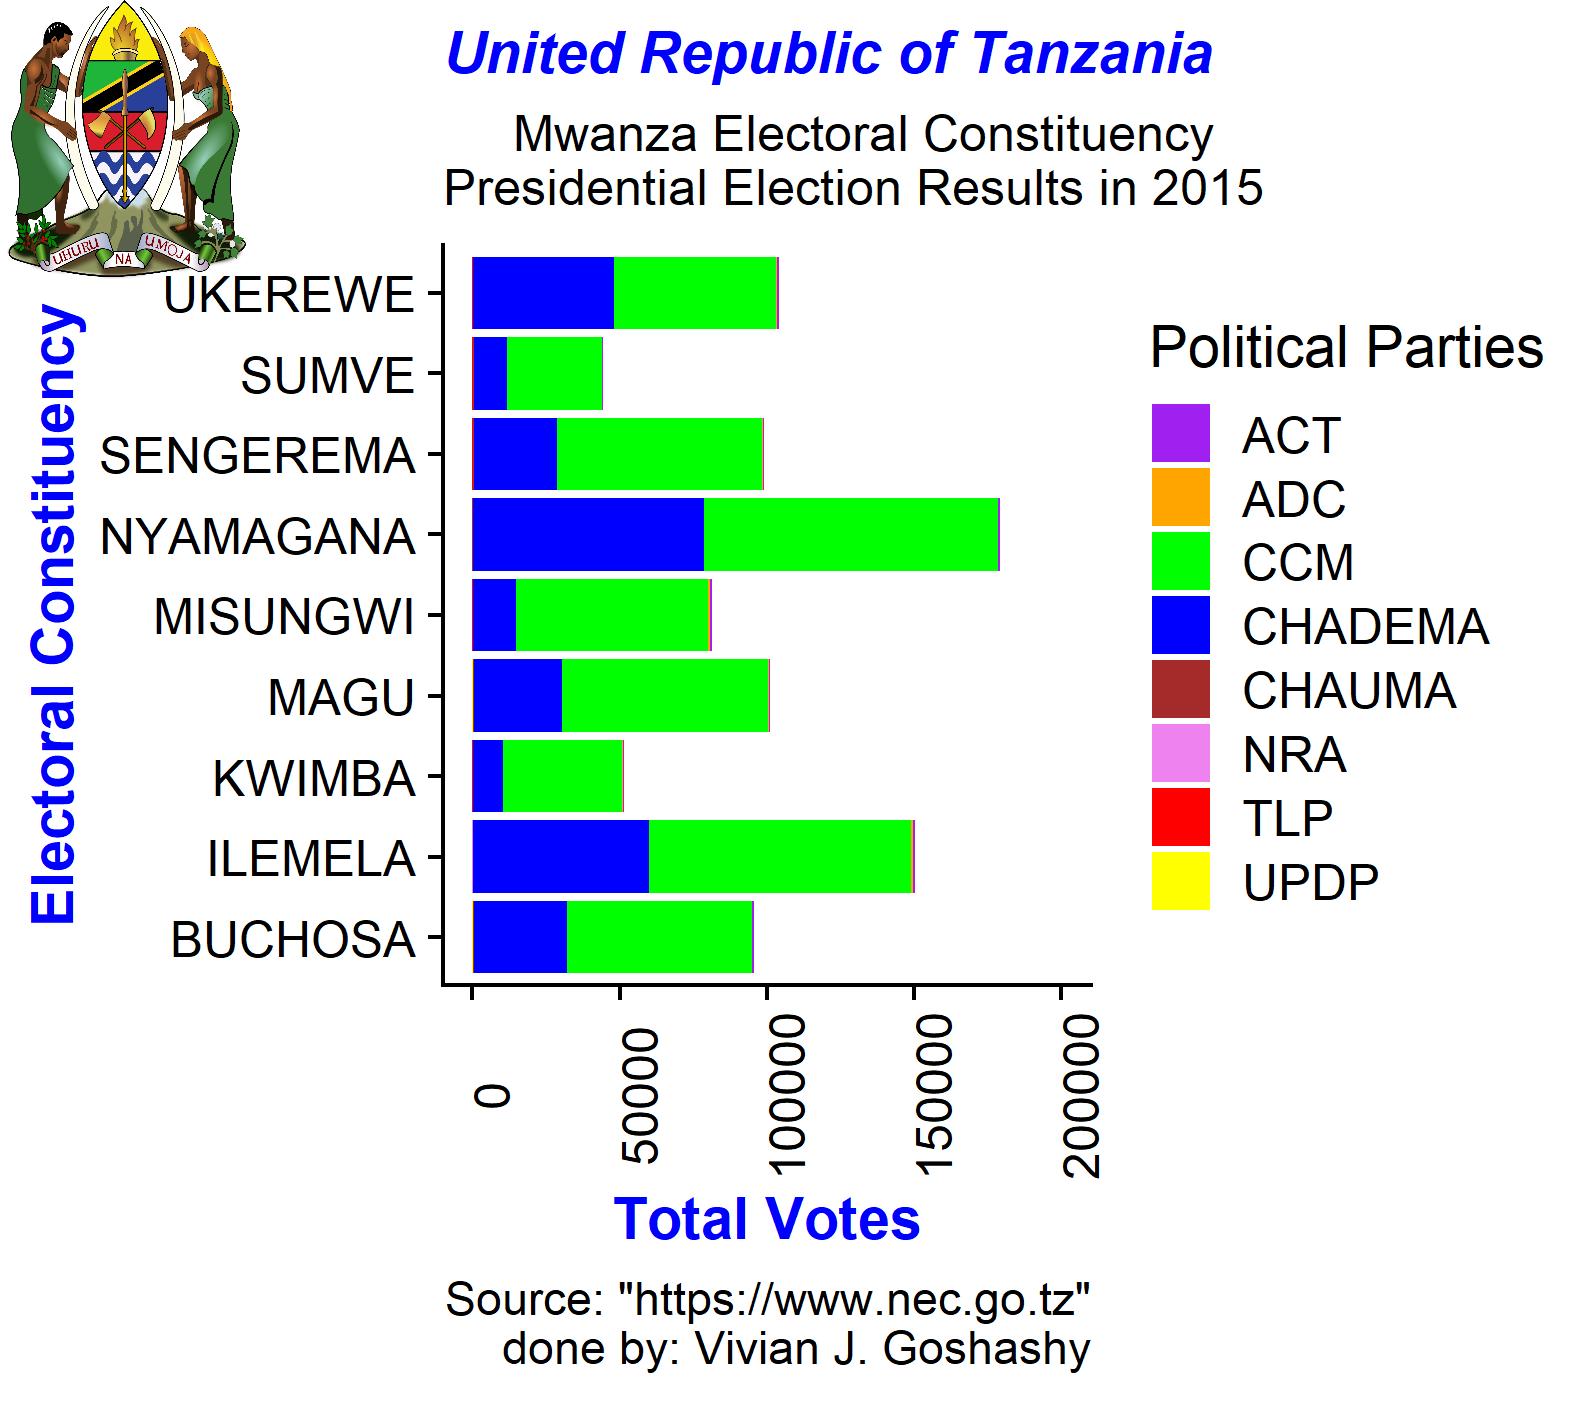 United Republic of Tanzania
Mwanza Electoral Constituency
Presidential Election Results in 2015
UHURU NA UMOJA
Electoral Constituency
UKEREWE
SUMVE
SENGEREMA
NYAMAGANA
MISUNGWI
MAGU
KWIMBA
ILEMELA
BUCHOSA
0
50000
100000
150000
200000
Total Votes
Political Parties
ACT
ADC
CCM
CHADEMA
CHAUMA
NRA
TLP
UPDP
Source: "https://www.nec.go.tz"
done by: Vivian J. Goshashy